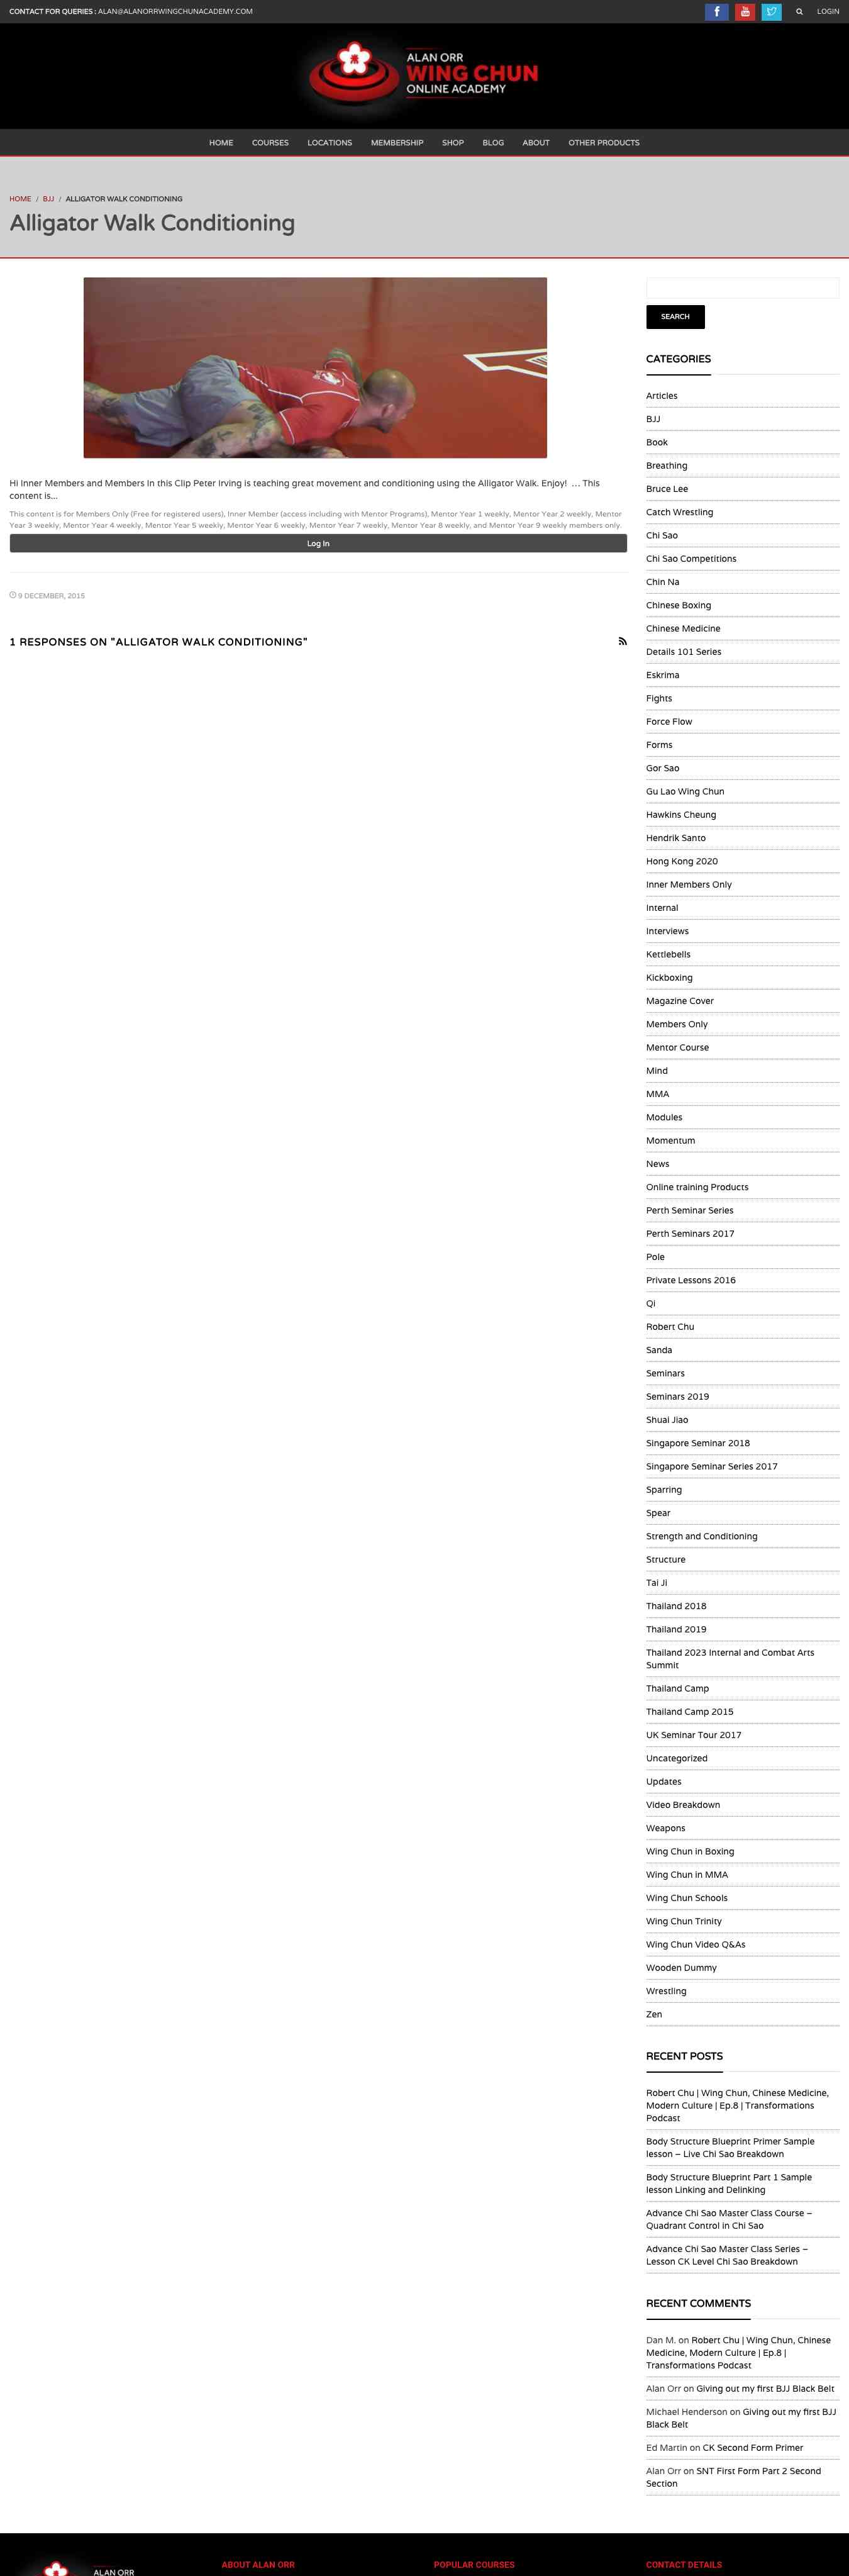 CONTACT FOR QUERIES : ALAN@ALANORRWINGCHUNACADEMY.COM
LOGIN
ALAN ORR
WING CHUN
ONLINE ACADEMY
HOME COURSES LOCATIONS MEMBERSHIP SHOP BLOG ABOUT OTHER PRODUCTS
HOME / BJJ / ALLIGATOR WALK CONDITIONING
Alligator Walk Conditioning
Hi Inner Members and Members In this Clip Peter Irving is teaching great movement and conditioning using the Alligator Walk. Enjoy! … This
content is...
This content is for Members Only (Free for registered users), Inner Member (access including with Mentor Programs), Mentor Year 1 weekly, Mentor Year 2 weekly, Mentor
Year 3 weekly, Mentor Year 4 weekly, Mentor Year 5 weekly, Mentor Year 6 weekly, Mentor Year 7 weekly, Mentor Year 8 weekly, and Mentor Year 9 weekly members only.
Log In
9 DECEMBER, 2015
1 RESPONSES ON "ALLIGATOR WALK CONDITIONING"
SEARCH
CATEGORIES
Articles
BJJ
Book
Breathing
Bruce Lee
Catch Wrestling
Chi Sao
Chi Sao Competitions
Chin Na
Chinese Boxing
Chinese Medicine
Details 101 Series
Eskrima
Fights
Force Flow
Forms
Gor Sao
Gu Lao Wing Chun
Hawkins Cheung
Hendrik Santo
Hong Kong 2020
Inner Members Only
Internal
Interviews
Kettlebells
Kickboxing
Magazine Cover
Members Only
Mentor Course
Mind
MMA
Modules
Momentum
News
Online training Products
Perth Seminar Series
Perth Seminars 2017
Pole
Private Lessons 2016
Qi
Robert Chu
Sanda
Seminars
Seminars 2019
Shuai Jiao
Singapore Seminar 2018
Singapore Seminar Series 2017
Sparring
Spear
Strength and Conditioning
Structure
Tai Ji
Thailand 2018
Thailand 2019
Thailand 2023 Internal and Combat Arts
Summit
Thailand Camp
Thailand Camp 2015
UK Seminar Tour 2017
Uncategorized
Updates
Video Breakdown
Weapons
Wing Chun in Boxing
Wing Chun in MMA
Wing Chun Schools
Wing Chun Trinity
Wing Chun Video Q&As
Wooden Dummy
Wrestling
Zen
RECENT POSTS
Robert Chu | Wing Chun, Chinese Medicine,
Modern Culture | Ep.8 | Transformations
Podcast
Body Structure Blueprint Primer Sample
lesson – Live Chi Sao Breakdown
Body Structure Blueprint Part 1 Sample
lesson Linking and Delinking
Advance Chi Sao Master Class Course –
Quadrant Control in Chi Sao
Advance Chi Sao Master Class Series –
Lesson CK Level Chi Sao Breakdown
RECENT COMMENTS
Dan M. on Robert Chu | Wing Chun, Chinese
Medicine, Modern Culture | Ep.8 |
Transformations Podcast
Alan Orr on Giving out my first BJJ Black Belt
Michael Henderson on Giving out my first BJJ
Black Belt
Ed Martin on CK Second Form Primer
Alan Orr on SNT First Form Part 2 Second
Section
ALAN ORR
ABOUT ALAN ORR
POPULAR COURSES
CONTACT DETAILS